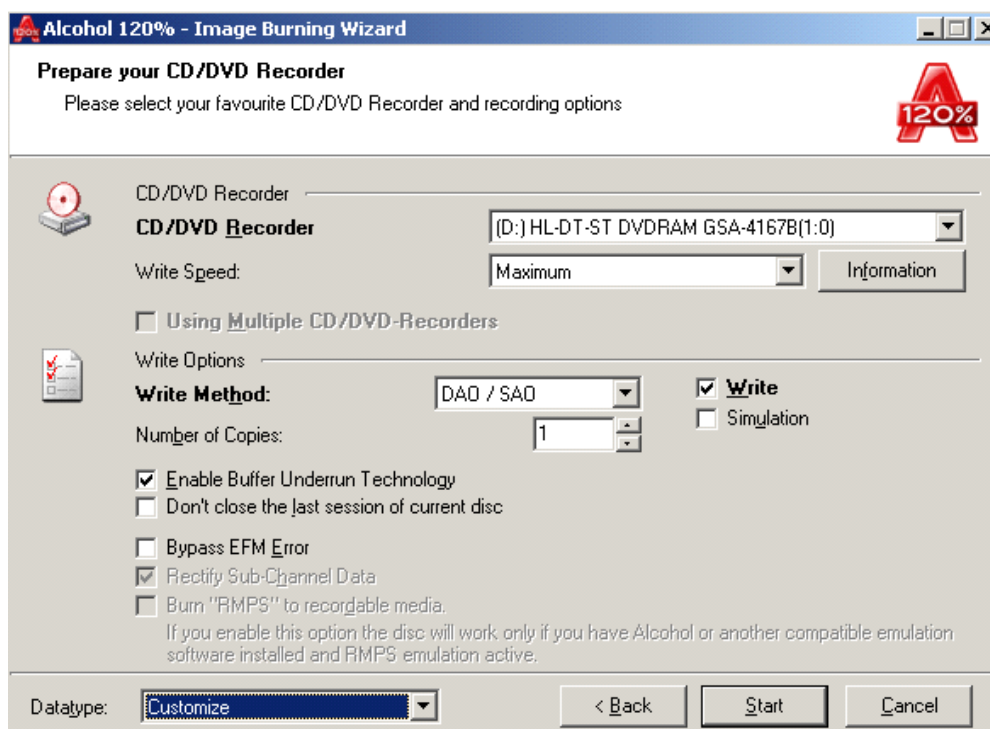 Alcohol 120% - Image Burning Wizard
Prepare your CD/DVD Recorder
Please select your favourite CD/DVD Recorder and recording options
120%
CD/DVD Recorder
CD/DVD Recorder
(D:) HL-DT-ST DVDRAM GSA-4167B(1:0)
Write Speed:
Maximum
Information
Using Multiple CD/DVD-Recorders
Write Options
Write Method:
DAO / SAO
Write
Simulation
Number of Copies:
1
Enable Buffer Underrun Technology
Don't close the last session of current disc
Bypass EFM Error
Rectify Sub-Channel Data
Burn "RMPS" to recordable media.
If you enable this option the disc will work only if you have Alcohol or another compatible emulation
software installed and RMPS emulation active.
Datatype:
Customize
< Back
Start
Cancel